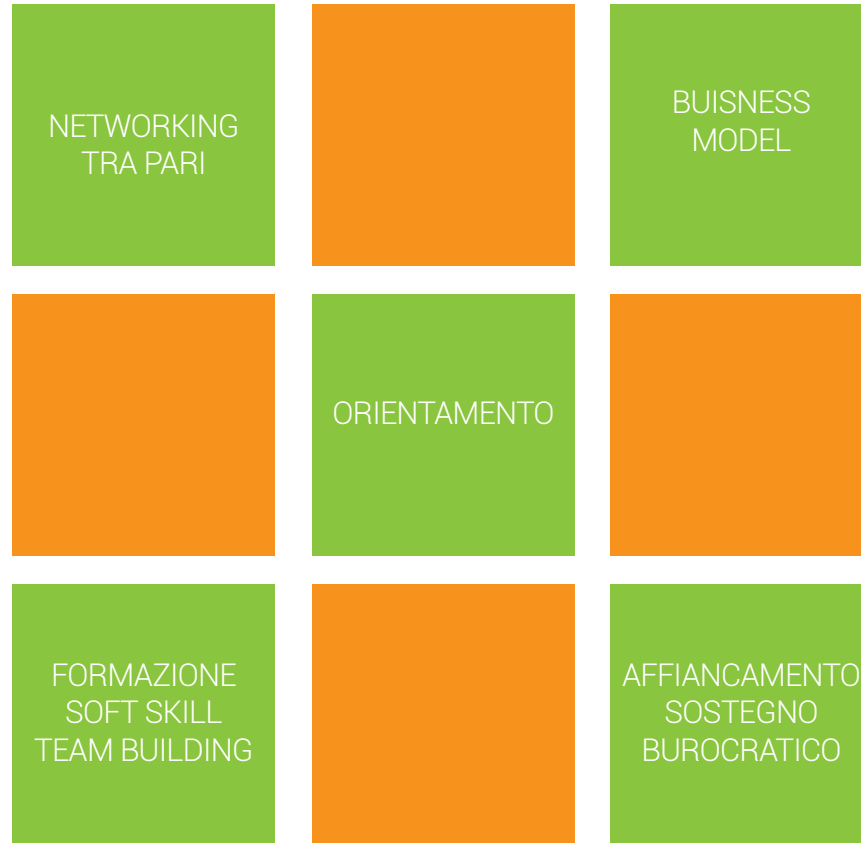 NETWORKING
TRA PARI
BUISNESS
MODEL
ORIENTAMENTO
FORMAZIONE
SOFT SKILL
TEAM BUILDING
AFFIANCAMENTO
SOSTEGNO
BUROCRATICO